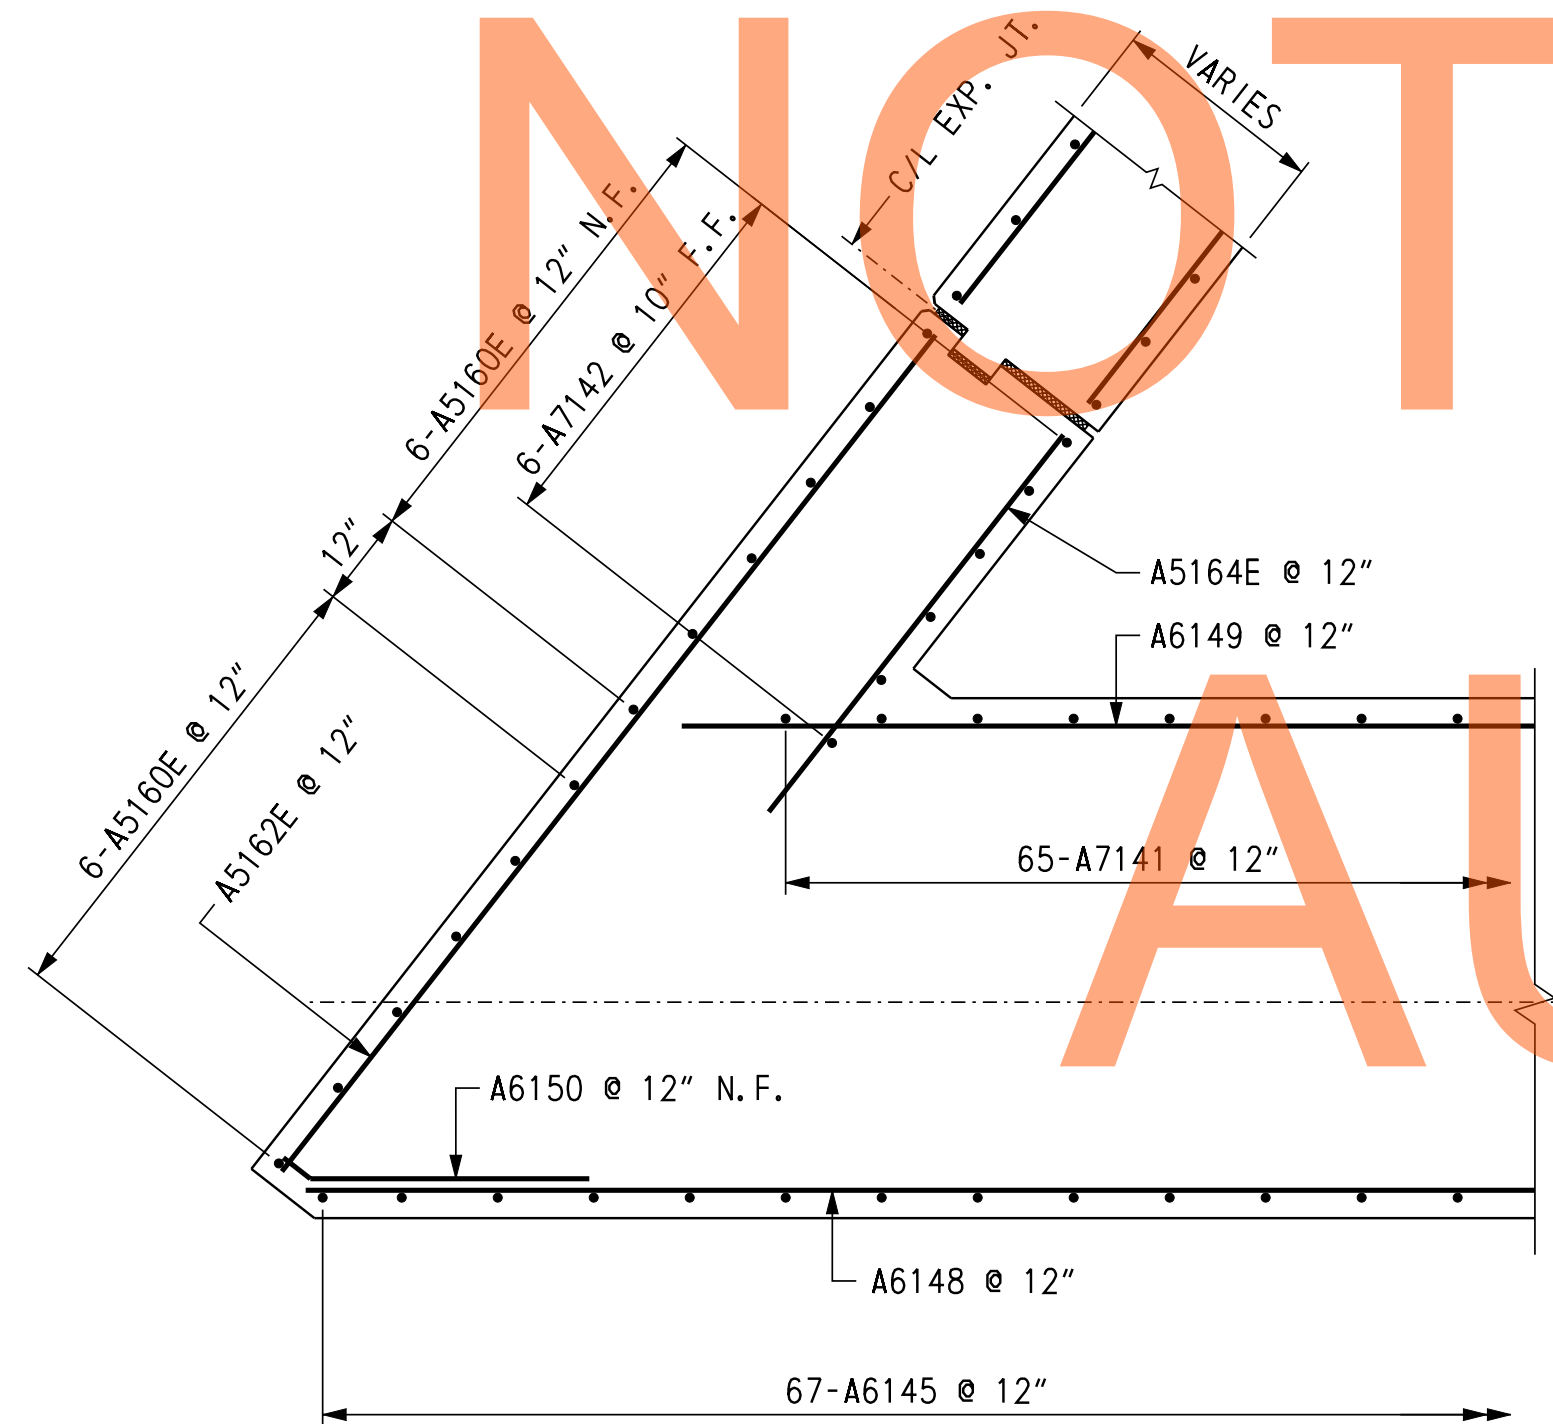 NOT
AU
C/L EXP. JT.
VARIES
6-A5160E @ 12" N.F.
6-A7142 @ 10" F.F.
12"
6-A5160E @ 12"
A5162E @ 12"
A5164E @ 12"
A6149 @ 12"
65-A7141 @ 12"
A6150 @ 12" N.F.
A6148 @ 12"
67-A6145 @ 12"